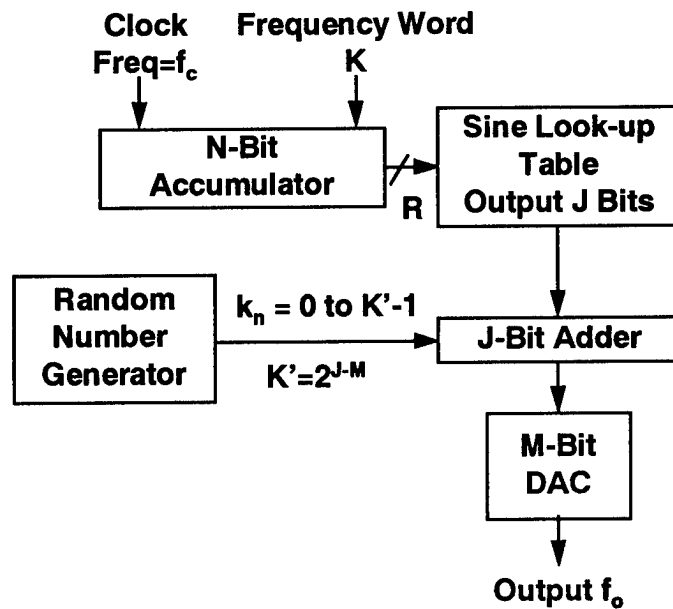 Clock
Freq=f_c
Frequency Word
K
N-Bit
Accumulator
R
Sine Look-up
Table
Output J Bits
Random
Number
Generator
k_n = 0 to K'-1
K'=2^{J-M}
J-Bit Adder
M-Bit
DAC
Output f_o